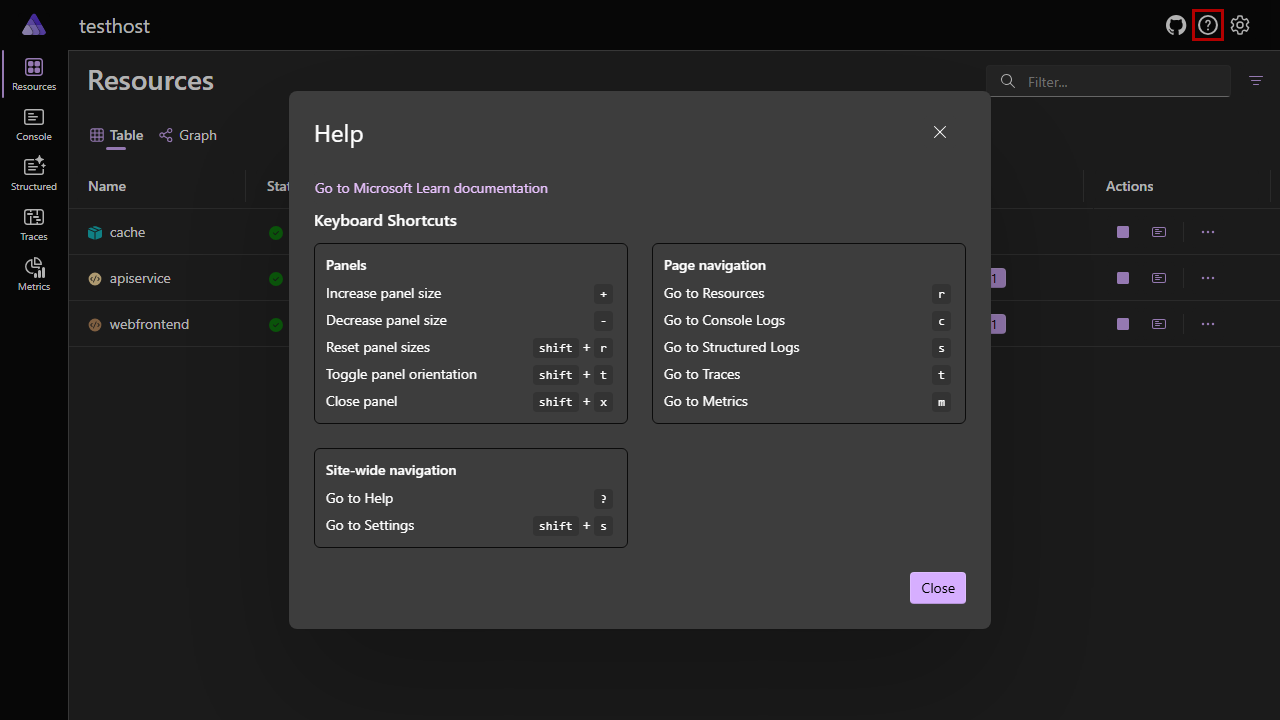 testhost
Resources
Console
Structured
Traces
Metrics
Resources
Filter...
Table
Graph
Name
Stat
Actions
cache
apiservice
1
webfrontend
1
Help
Go to Microsoft Learn documentation
Keyboard Shortcuts
Panels
Increase panel size +
Decrease panel size -
Reset panel sizes shift + r
Toggle panel orientation shift + t
Close panel shift + x
Page navigation
Go to Resources r
Go to Console Logs c
Go to Structured Logs s
Go to Traces t
Go to Metrics m
Site-wide navigation
Go to Help ?
Go to Settings shift + s
Close